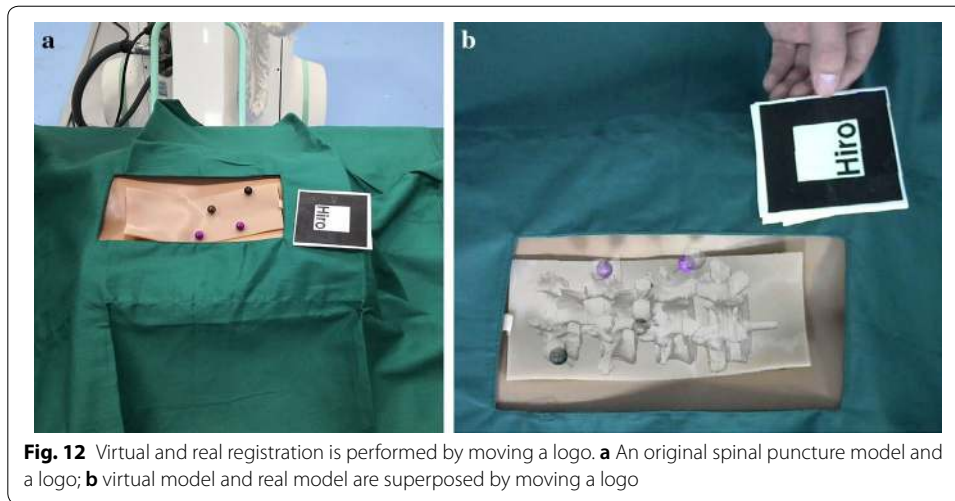 a
b
Hiro
Hiro
Fig. 12 Virtual and real registration is performed by moving a logo. a An original spinal puncture model and
a logo; b virtual model and real model are superposed by moving a logo